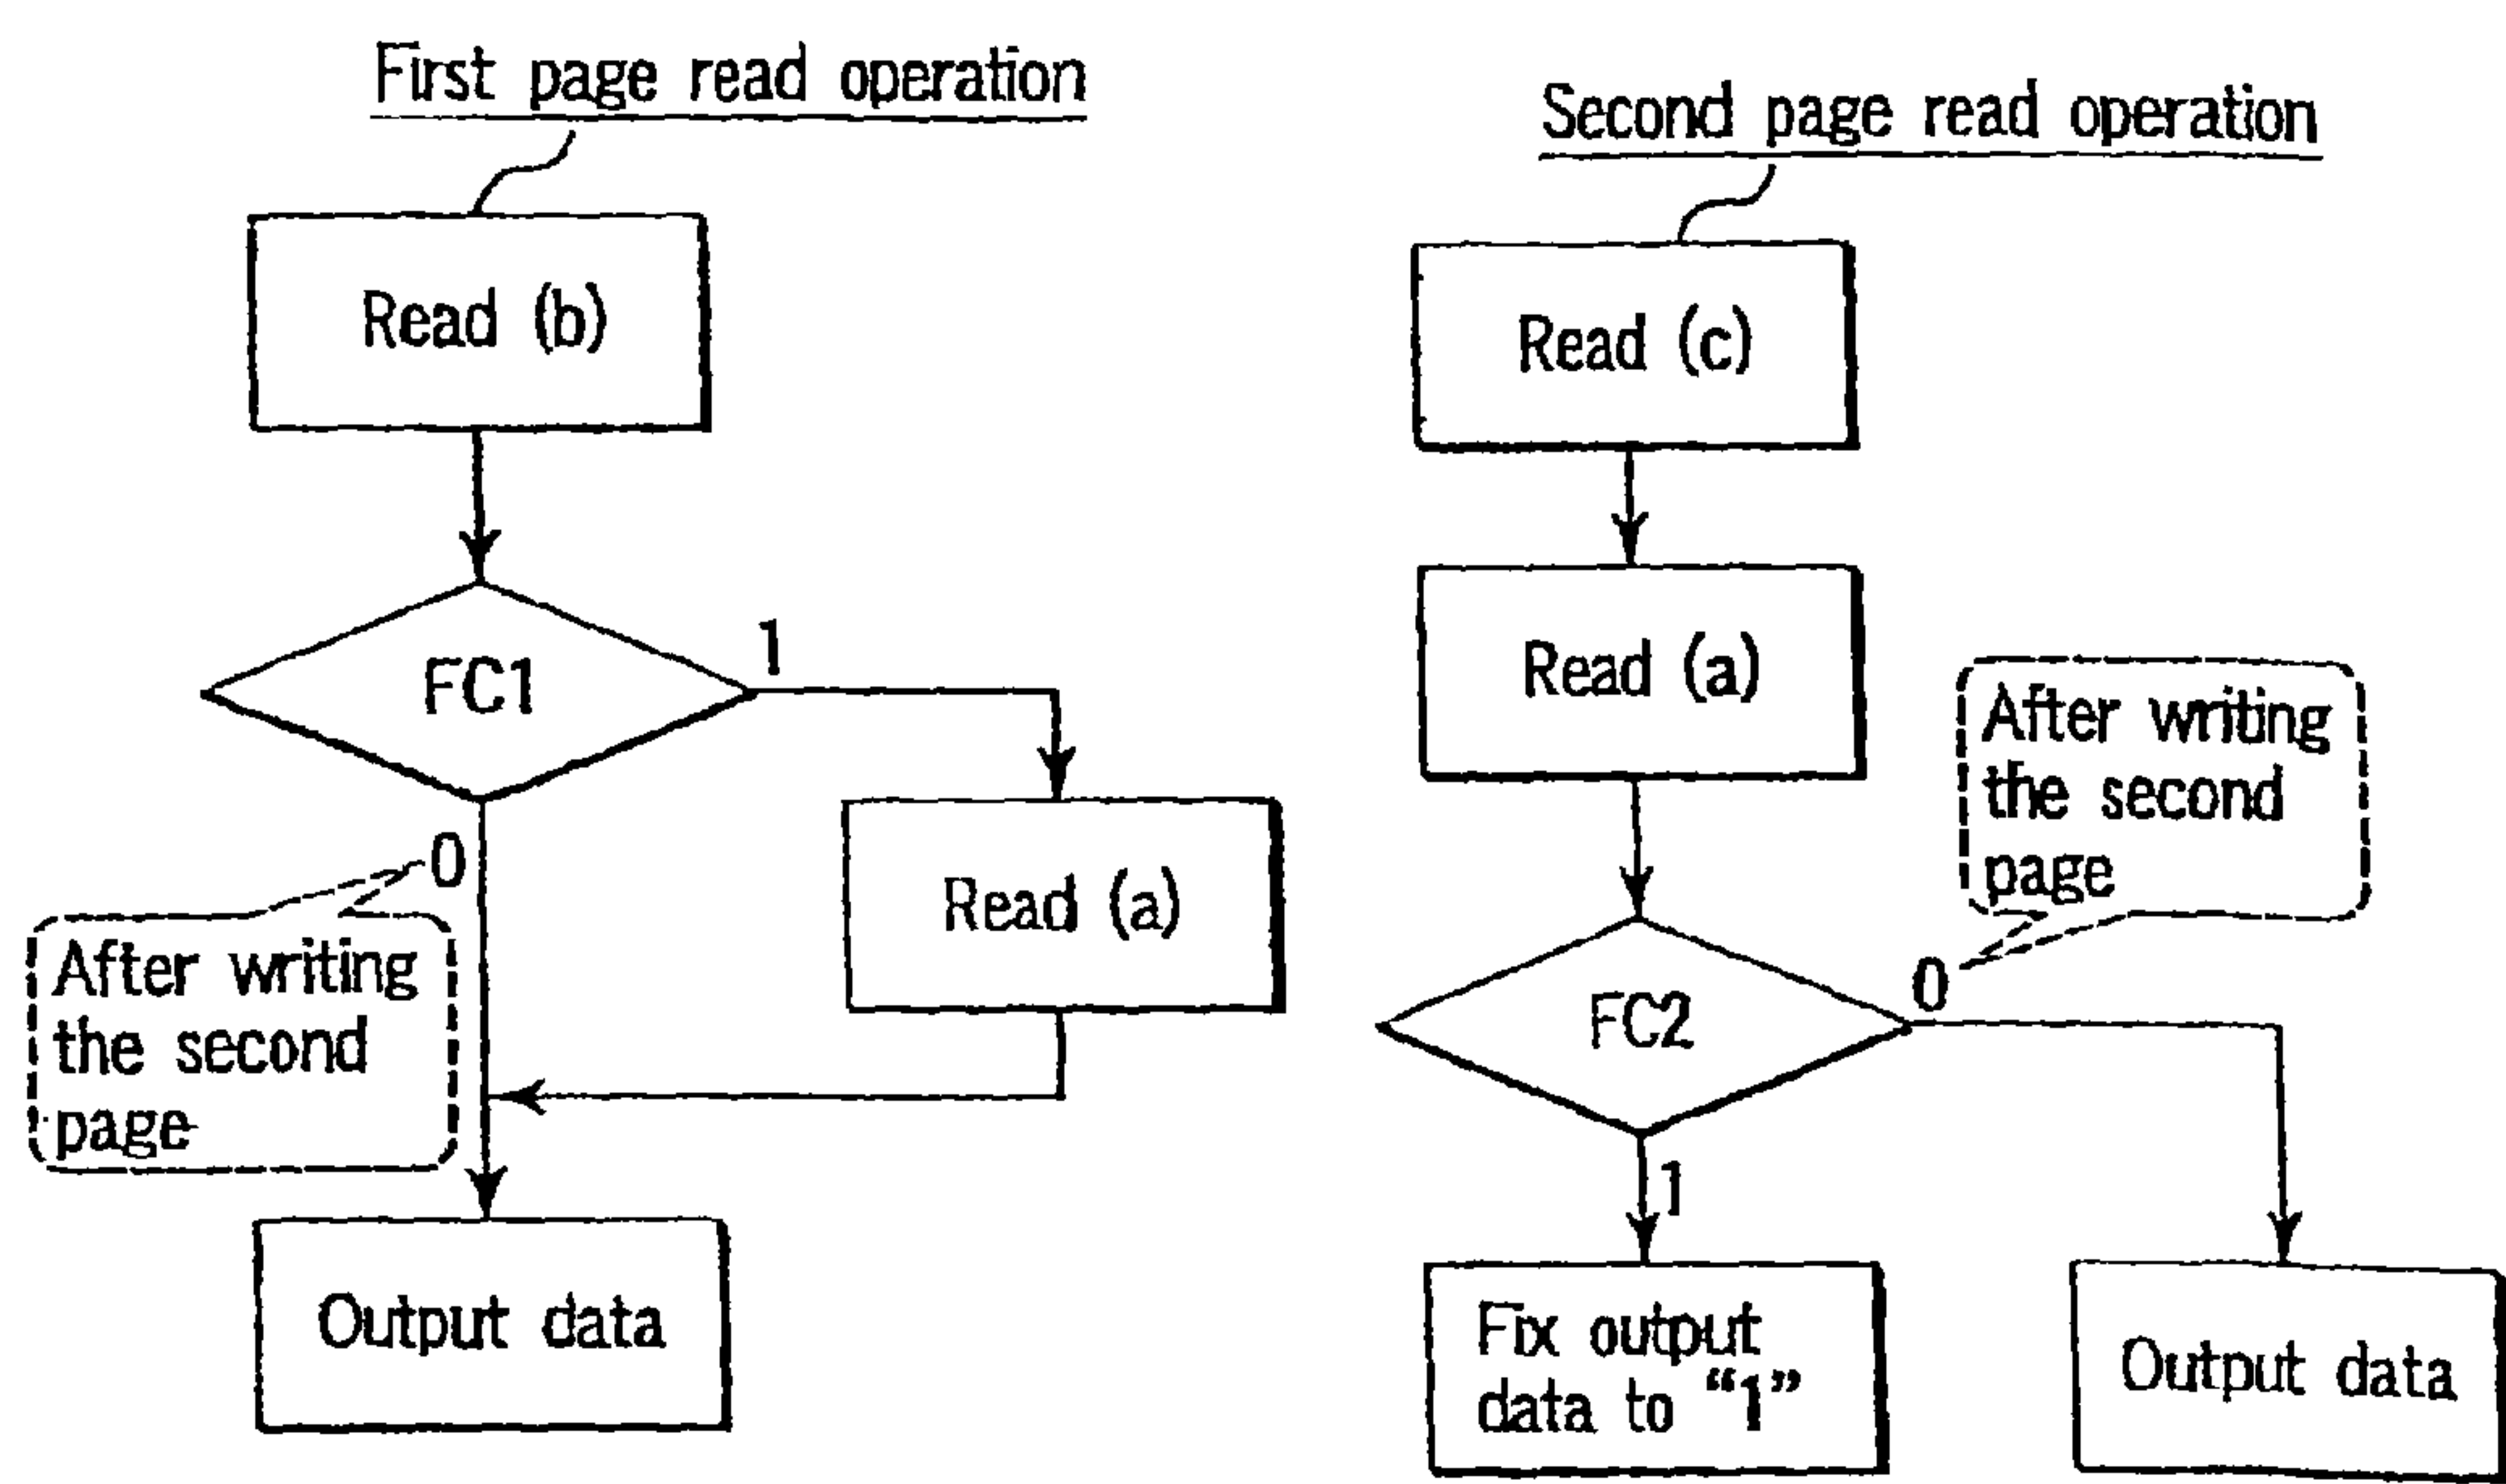 First page read operation
Read (b)
FC1
1
Read (a)
0
After writing
the second
page
Output data
Second page read operation
Read (c)
Read (a)
After writing
the second
page
FC2
0
1
Fix output
data to “1”
Output data